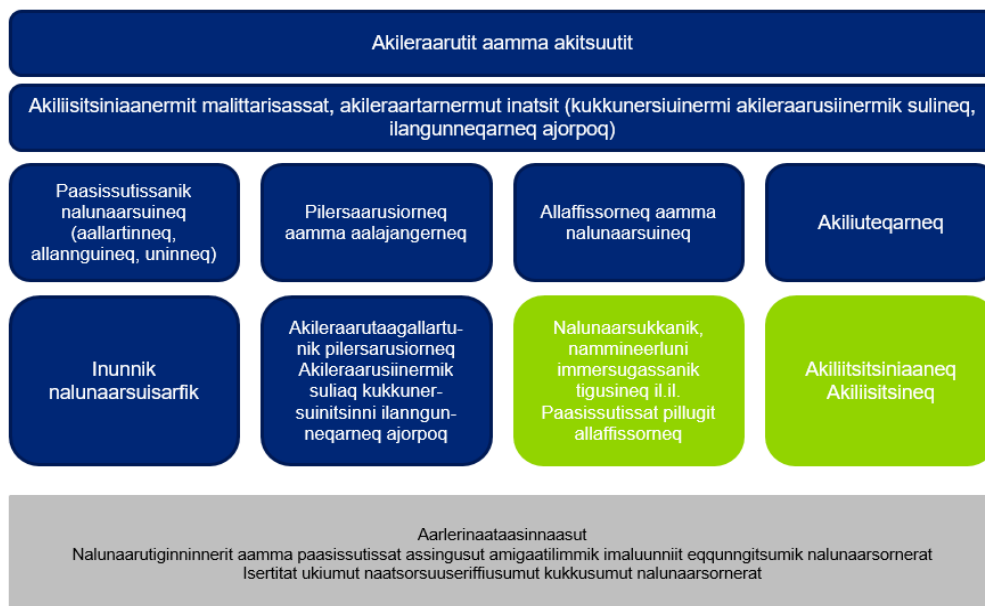 Akileraarutit aamma akitsuutit
Akiliisitsiniaanermit malittarisassat, akileraartarnermut inatsit (kukkunersiuinermi akileraarusiinermik sulineq,
ilangunneqarneq ajorpoq)
Paasissutissanik
nalunaarsuineq
(aallartinneq,
allannguineq, uninneq)
Pilersaarusiorneq
aamma aalajangerneq
Allaffissorneq aamma
nalunaarsuineq
Akiliuteqarneq
Inunnik
nalunaarsuisarfik
Akileraarutaagallartu-
nik pilersarusiorneq
Akileraarusiinermik
suliaq kukkuner-
suinitsinni ilanngun-
neqarneq ajorpoq
Nalunaarsukkanik,
nammineerluni
immersugassanik
tigusineq il.il.
Paasissutissat pillugit
allaffissorneq
Akiliitsitsiniaaneq
Akiliisitsineq
Aarlerinaataasinnaasut
Nalunaarutiginninnerit aamma paasissutissat assingusut amigaatilimmik imaluunniit eqqunngitsumik nalunaarsornerat
Isertitat ukiumut naatsorsuuseriffiusumut kukkusumut nalunaarsornerat